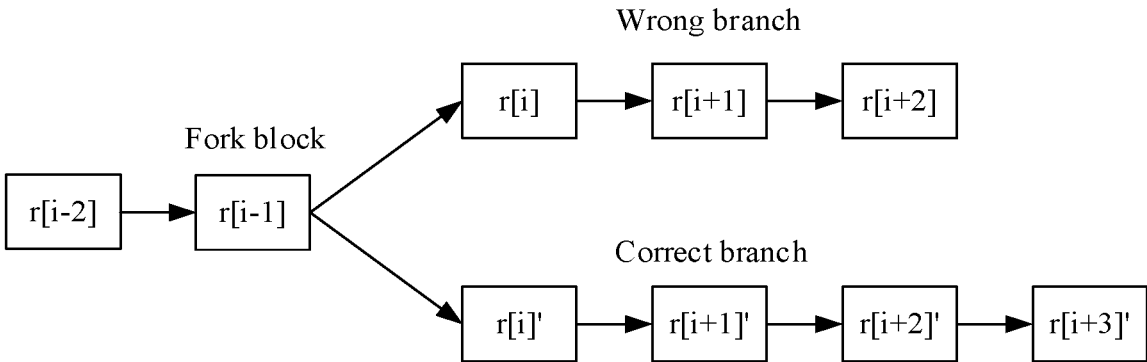 Wrong branch
r[i]
r[i+1]
r[i+2]
Fork block
r[i-2]
r[i-1]
Correct branch
r[i]'
r[i+1]'
r[i+2]'
r[i+3]'